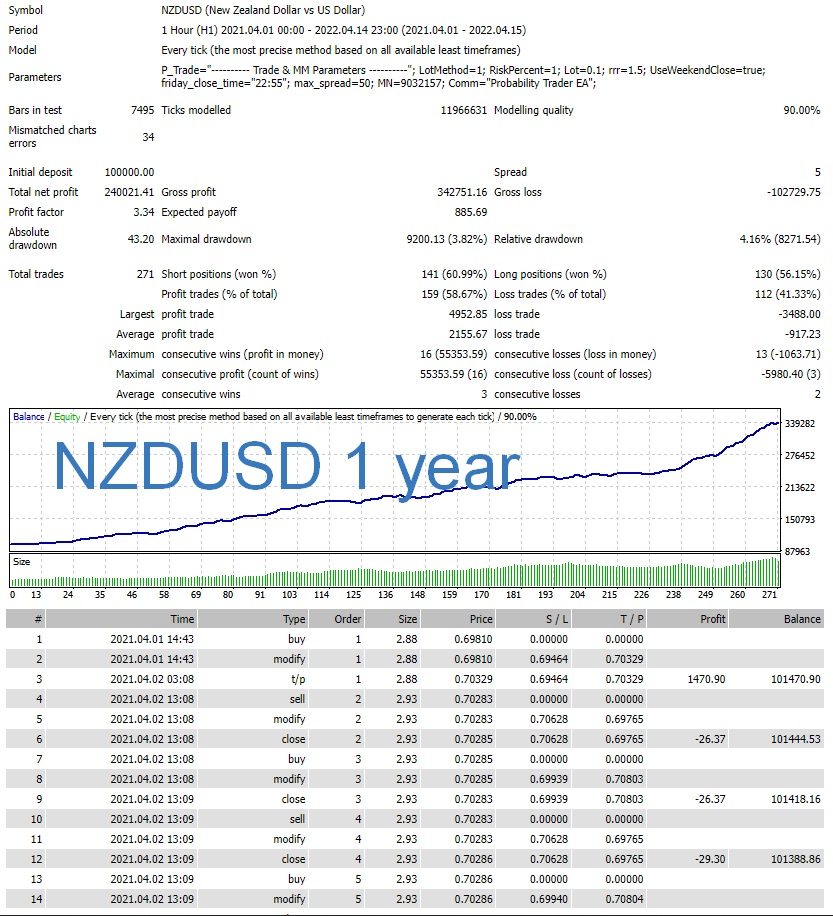 Symbol NZDUSD (New Zealand Dollar vs US Dollar)
Period 1 Hour (H1) 2021.04.01 00:00 - 2022.04.14 23:00 (2021.04.01 - 2022.04.15)
Model Every tick (the most precise method based on all available least timeframes)
Parameters P_Trade="---------- Trade & MM Parameters ----------"; LotMethod=1; RiskPercent=1; Lot=0.1; rrr=1.5; UseWeekendClose=true;
friday_close_time="22:55"; max_spread=50; MN=9032157; Comm="Probability Trader EA";
Bars in test 7495 Ticks modelled 11966631 Modelling quality 90.00%
Mismatched charts
errors 34
Initial deposit 100000.00 Spread 5
Total net profit 240021.41 Gross profit 342751.16 Gross loss -102729.75
Profit factor 3.34 Expected payoff 885.69
Absolute
drawdown 43.20 Maximal drawdown 9200.13 (3.82%) Relative drawdown 4.16% (8271.54)
Total trades 271 Short positions (won %) 141 (60.99%) Long positions (won %) 130 (56.15%)
Profit trades (% of total) 159 (58.67%) Loss trades (% of total) 112 (41.33%)
Largest profit trade 4952.85 loss trade -3488.00
Average profit trade 2155.67 loss trade -917.23
Maximum consecutive wins (profit in money) 16 (55353.59) consecutive losses (loss in money) 13 (-1063.71)
Maximal consecutive profit (count of wins) 55353.59 (16) consecutive loss (count of losses) -5980.40 (3)
Average consecutive wins 3 consecutive losses 2
Balance / Equity / Every tick (the most precise method based on all available least timeframes to generate each tick) / 90.00%
339282
276452
213622
150793
87963
NZDUSD 1 year
Size
0 13 24 35 46 58 69 80 91 103 114 125 136 147 159 170 181 193 204 215 226 238 249 260 271
# Time Type Order Size Price S / L T / P Profit Balance
1 2021.04.01 14:43 buy 1 2.88 0.69810 0.00000 0.00000
2 2021.04.01 14:43 modify 1 2.88 0.69810 0.69464 0.70329
3 2021.04.02 03:08 t/p 1 2.88 0.70329 0.69464 0.70329 1470.90 101470.90
4 2021.04.02 13:08 sell 2 2.93 0.70283 0.00000 0.00000
5 2021.04.02 13:08 modify 2 2.93 0.70283 0.70628 0.69765
6 2021.04.02 13:08 close 2 2.93 0.70285 0.70628 0.69765 -26.37 101444.53
7 2021.04.02 13:08 buy 3 2.93 0.70285 0.00000 0.00000
8 2021.04.02 13:08 modify 3 2.93 0.70285 0.69939 0.70803
9 2021.04.02 13:09 close 3 2.93 0.70283 0.69939 0.70803 -26.37 101418.16
10 2021.04.02 13:09 sell 4 2.93 0.70283 0.00000 0.00000
11 2021.04.02 13:09 modify 4 2.93 0.70283 0.70628 0.69765
12 2021.04.02 13:09 close 4 2.93 0.70286 0.70628 0.69765 -29.30 101388.86
13 2021.04.02 13:09 buy 5 2.93 0.70286 0.00000 0.00000
14 2021.04.02 13:09 modify 5 2.93 0.70286 0.69940 0.70804